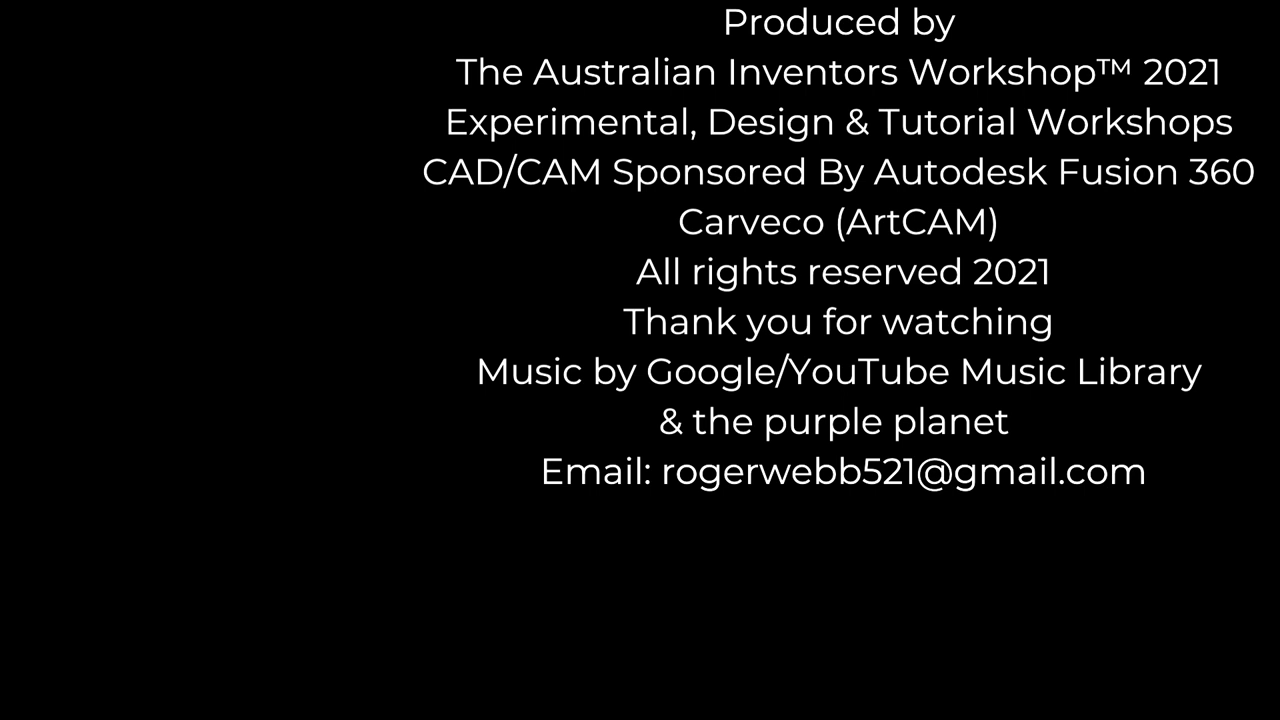 Produced by
The Australian Inventors Workshop™ 2021
Experimental, Design & Tutorial Workshops
CAD/CAM Sponsored By Autodesk Fusion 360
Carveco (ArtCAM)
All rights reserved 2021
Thank you for watching
Music by Google/YouTube Music Library
& the purple planet
Email: rogerwebb521@gmail.com